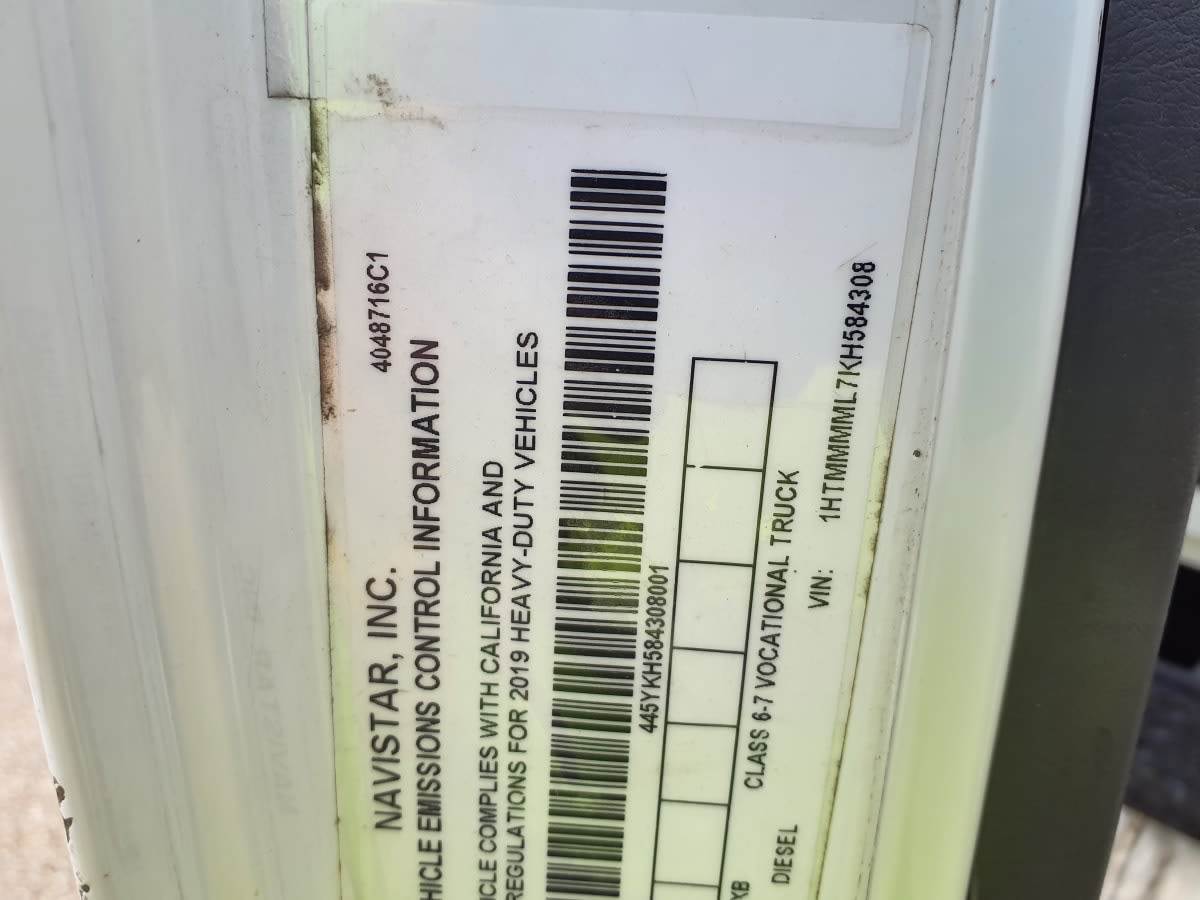 4048716C1
NAVISTAR, INC.
HICLE EMISSIONS CONTROL INFORMATION
ICLE COMPLIES WITH CALIFORNIA AND
REGULATIONS FOR 2019 HEAVY-DUTY VEHICLES
445YKH584308001
CLASS 6-7 VOCATIONAL TRUCK
DIESEL
VIN: 1HTMMMML7KH584308